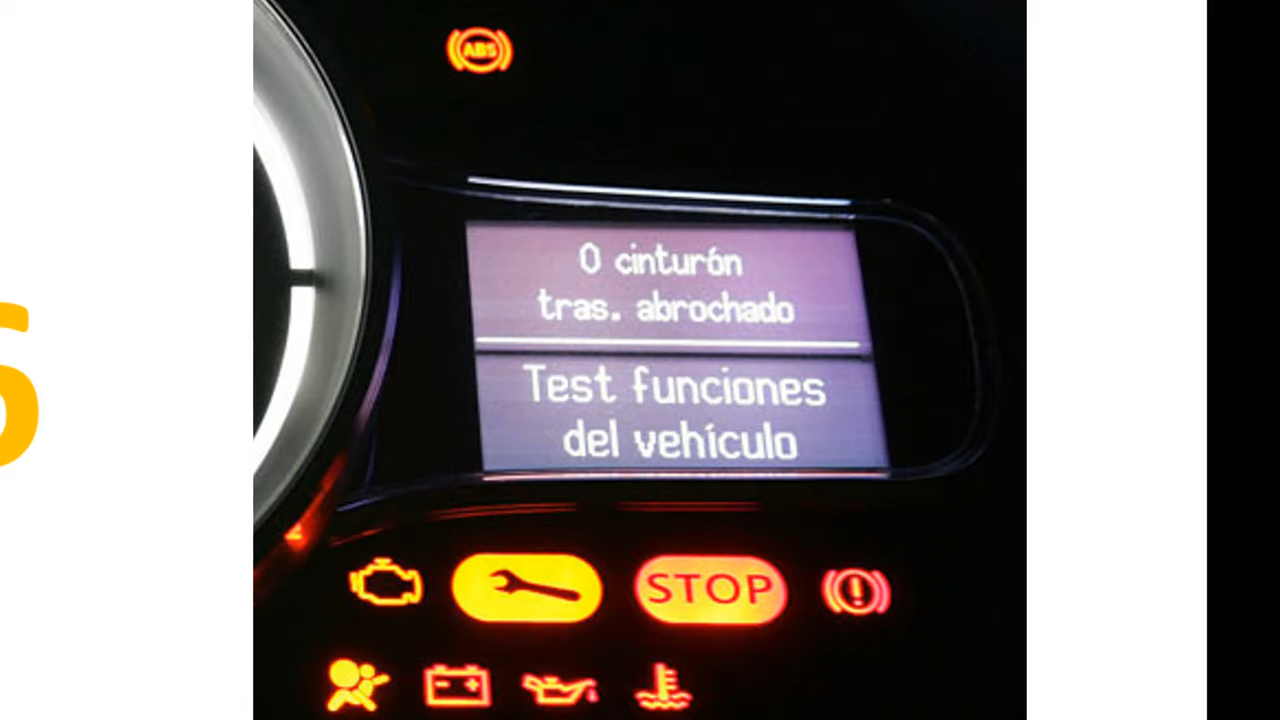 ABS
0 cinturón
tras. abrochado
Test funciones
del vehículo
STOP